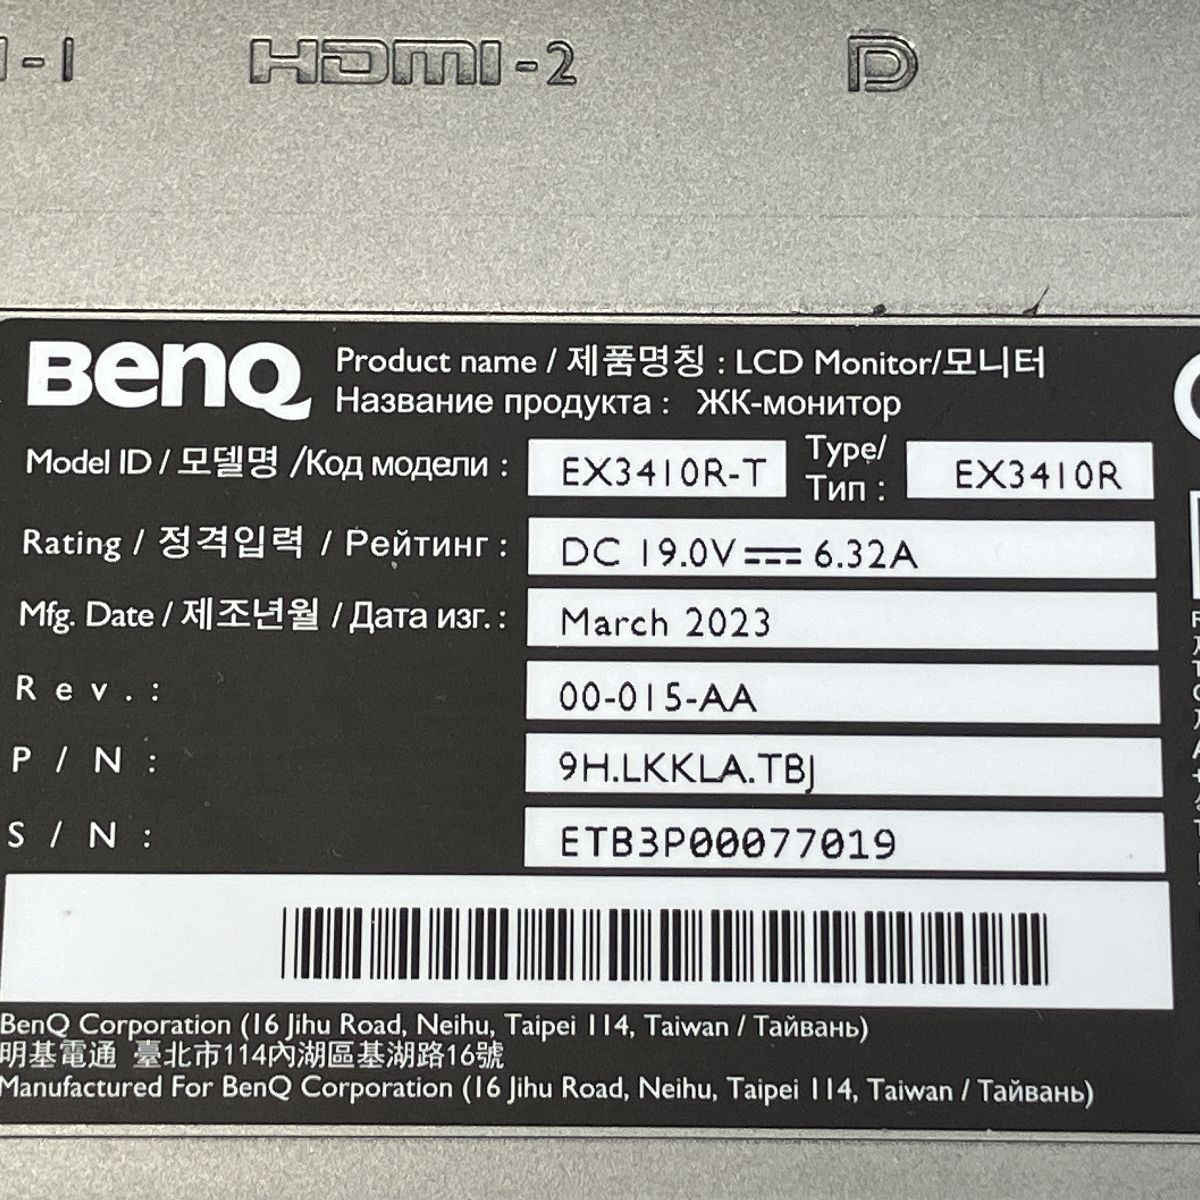 -1 HDMI-2
BenQ
Product name / 제품명칭 : LCD Monitor/모니터
Название продукта : ЖК-монитор
Model ID / 모델명 /Код модели : EX3410R-T Type/ Тип : EX3410R
Rating / 정격입력 / Рейтинг : DC 19.0V 6.32A
Mfg. Date / 제조년월 / Дата изг. : March 2023
Rev. : 00-015-AA
P/N : 9H.LKKLA.TBJ
S/N : ETB3P00077019
BenQ Corporation (16 Jihu Road, Neihu, Taipei 114, Taiwan / Тайвань)
明基電通 臺北市114內湖區基湖路16號
Manufactured For BenQ Corporation (16 Jihu Road, Neihu, Taipei 114, Taiwan / Тайвань)